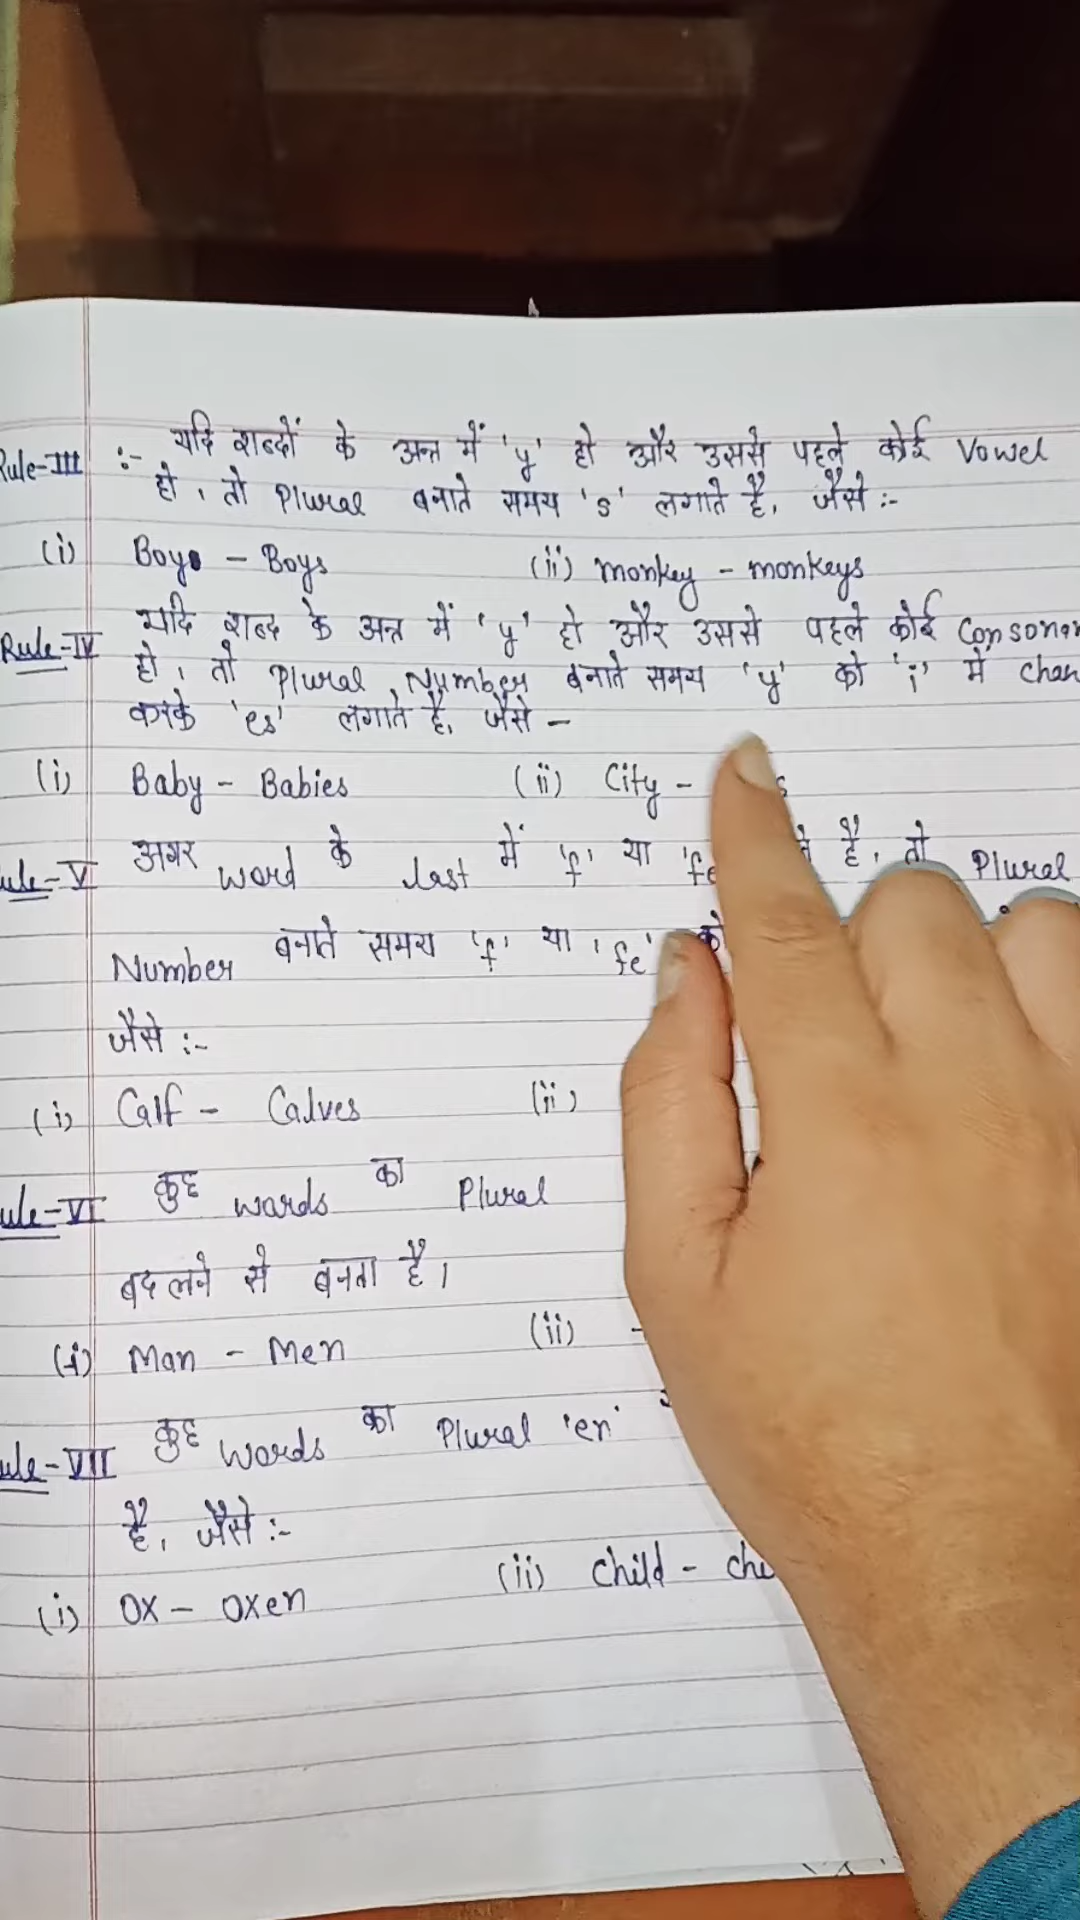 Rule-III :- यदि शब्दों के अन्त में 'y' हो और उससे पहले कोई Vowel
हो, तो Plural बनाते समय 's' लगाते है, जैसे :-
(i) Boy - Boys (ii) monkey - monkeys
Rule-IV यदि शब्द के अन्त में 'y' हो और उससे पहले कोई Consonan
हो, तो Plural Number बनाते समय 'y' को 'i' में chan
करके 'es' लगाते है, जैसे -
(i) Baby - Babies (ii) City - s
ule-V अगर word के last में 'f' या 'fe है, तो Plural
Number बनाते समय 'f' या 'fe' को
जैसे :-
(i) Calf - Calves (ii)
ule-VI कुछ words का Plural
बदलने से बनता है।
(i) Man - Men (ii) -
ule-VII कुछ words का Plural 'en'
है, जैसे :-
(i) Ox - Oxen (ii) Child - chi